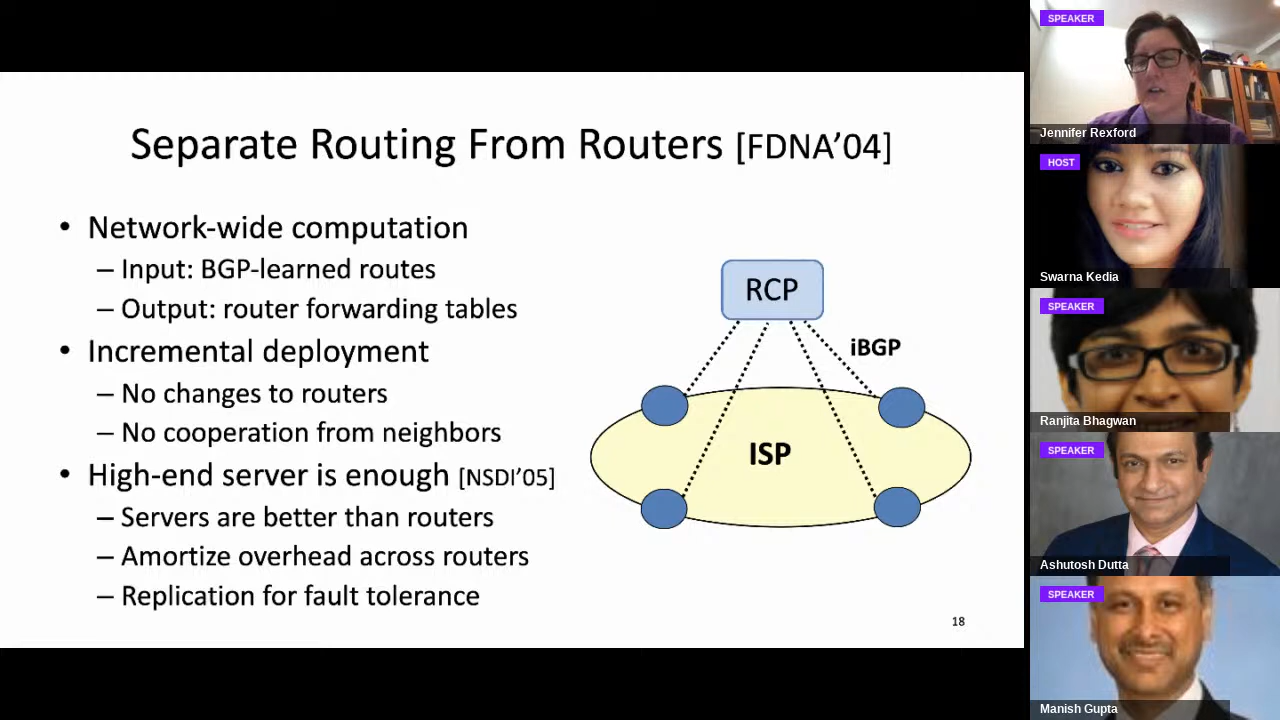 Separate Routing From Routers [FDNA’04]
• Network-wide computation
– Input: BGP-learned routes
– Output: router forwarding tables
• Incremental deployment
– No changes to routers
– No cooperation from neighbors
• High-end server is enough [NSDI’05]
– Servers are better than routers
– Amortize overhead across routers
– Replication for fault tolerance
RCP
iBGP
ISP
18
SPEAKER
Jennifer Rexford
HOST
Swarna Kedia
SPEAKER
Ranjita Bhagwan
SPEAKER
Ashutosh Dutta
SPEAKER
Manish Gupta